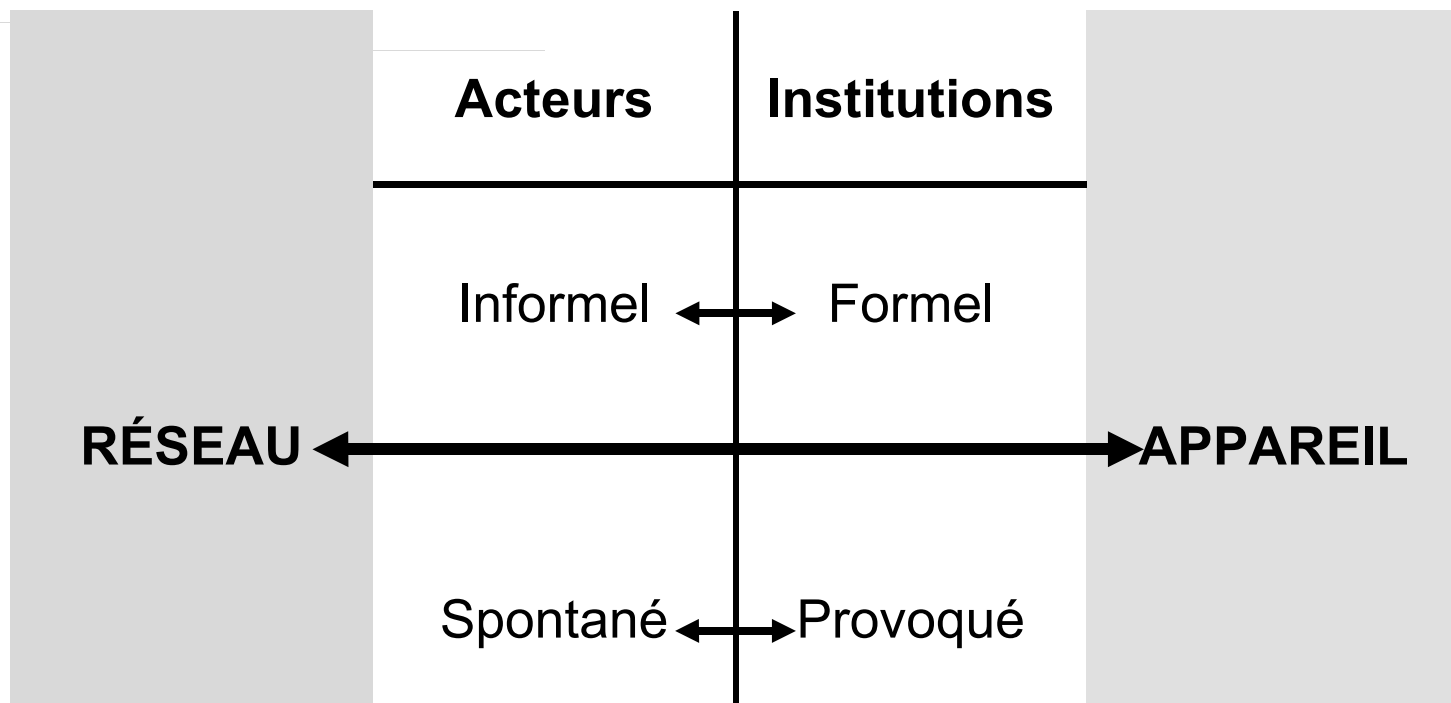 Acteurs Institutions
Informel Formel
RÉSEAU APPAREIL
Spontané Provoqué